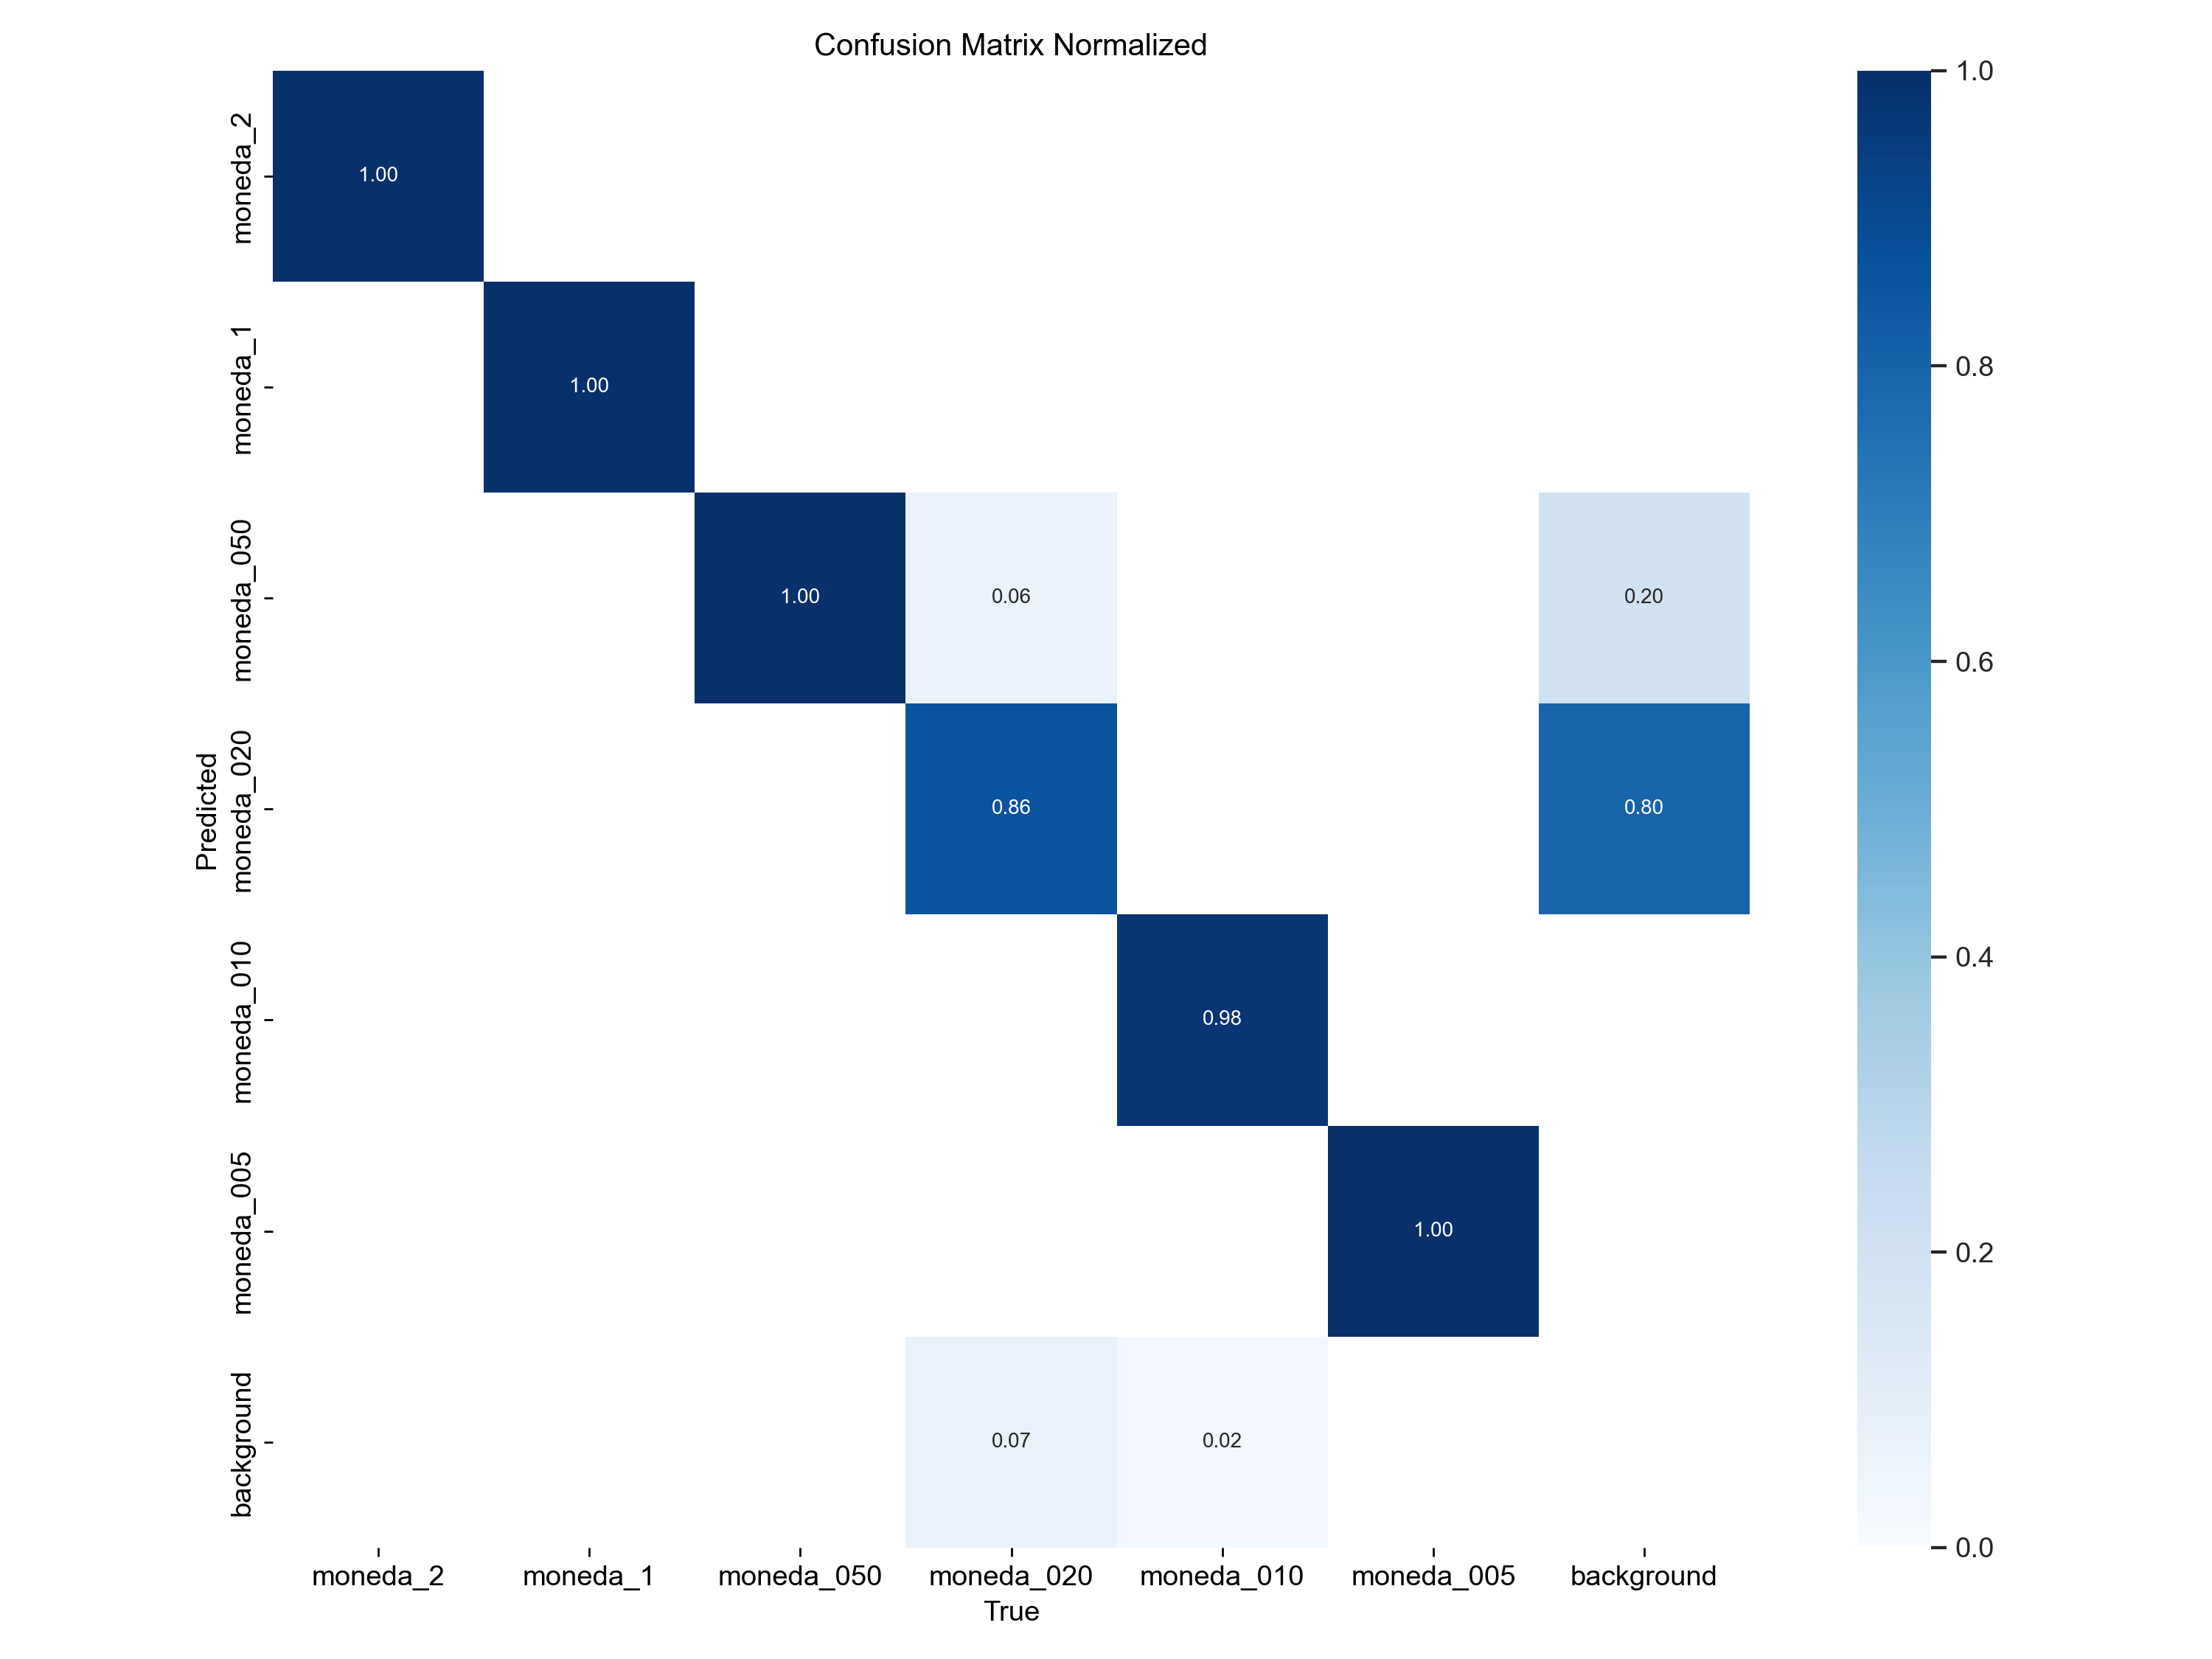 Confusion Matrix Normalized
Predicted
moneda_2
1.00
moneda_1
1.00
moneda_050
1.00 0.06 0.20
moneda_020
0.86 0.80
moneda_010
0.98
moneda_005
1.00
background
0.07 0.02
moneda_2 moneda_1 moneda_050 moneda_020 moneda_010 moneda_005 background
True
1.0
0.8
0.6
0.4
0.2
0.0